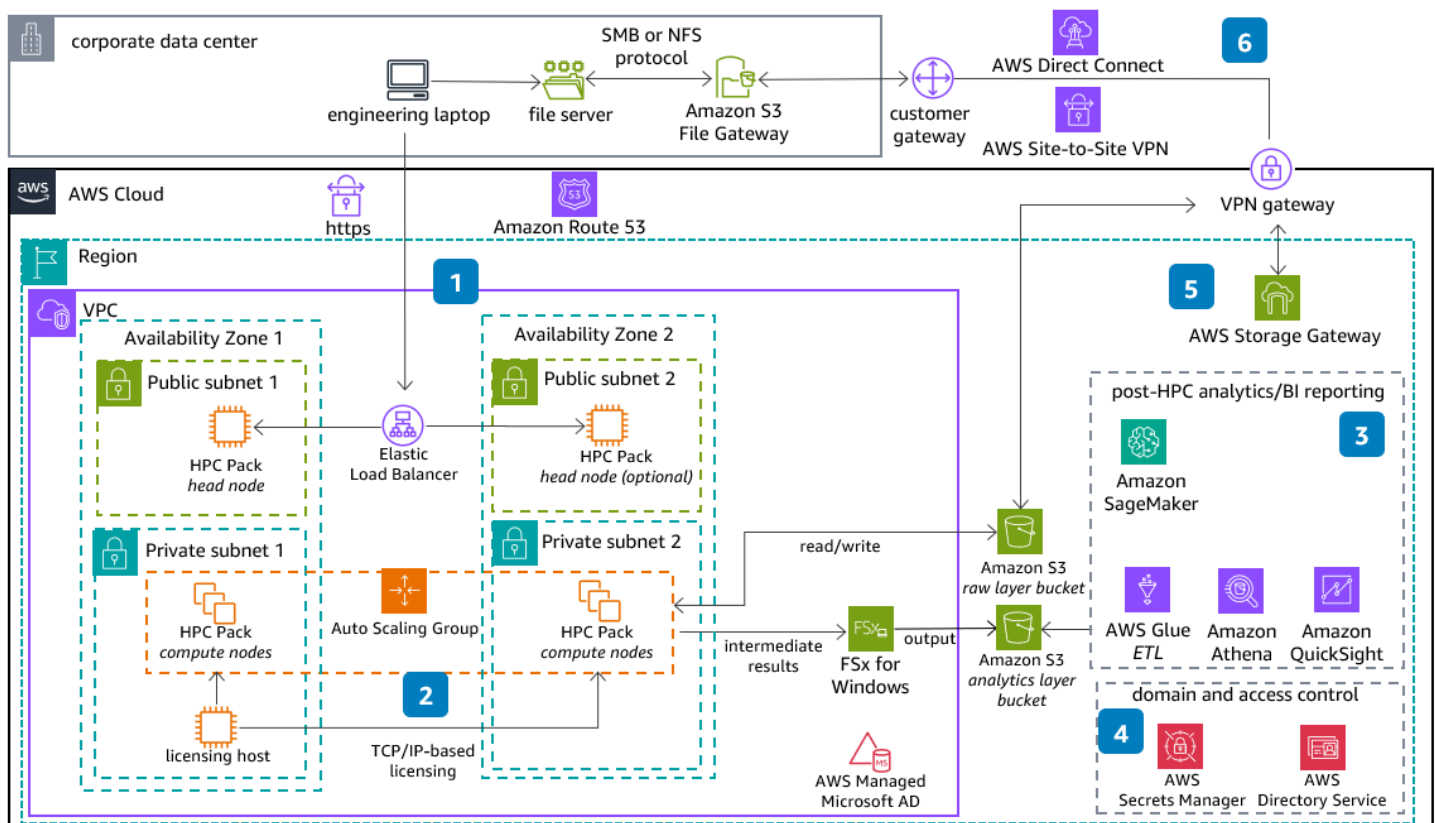 corporate data center
engineering laptop
file server
SMB or NFS
protocol
Amazon S3
File Gateway
customer
gateway
AWS Direct Connect
AWS Site-to-Site VPN
6
aws
AWS Cloud
https
53
Amazon Route 53
VPN gateway
Region
1
5
AWS Storage Gateway
VPC
Availability Zone 1
Public subnet 1
HPC Pack
head node
Elastic
Load Balancer
Availability Zone 2
Public subnet 2
HPC Pack
head node (optional)
Private subnet 1
HPC Pack
compute nodes
Auto Scaling Group
Private subnet 2
HPC Pack
compute nodes
2
licensing host
TCP/IP-based
licensing
read/write
intermediate
results
FSx
FSx for
Windows
output
Amazon S3
raw layer bucket
Amazon S3
analytics layer
bucket
MS
AWS Managed
Microsoft AD
post-HPC analytics/BI reporting
3
Amazon
SageMaker
AWS Glue
ETL
Amazon
Athena
Amazon
QuickSight
domain and access control
4
AWS
Secrets Manager
AWS
Directory Service